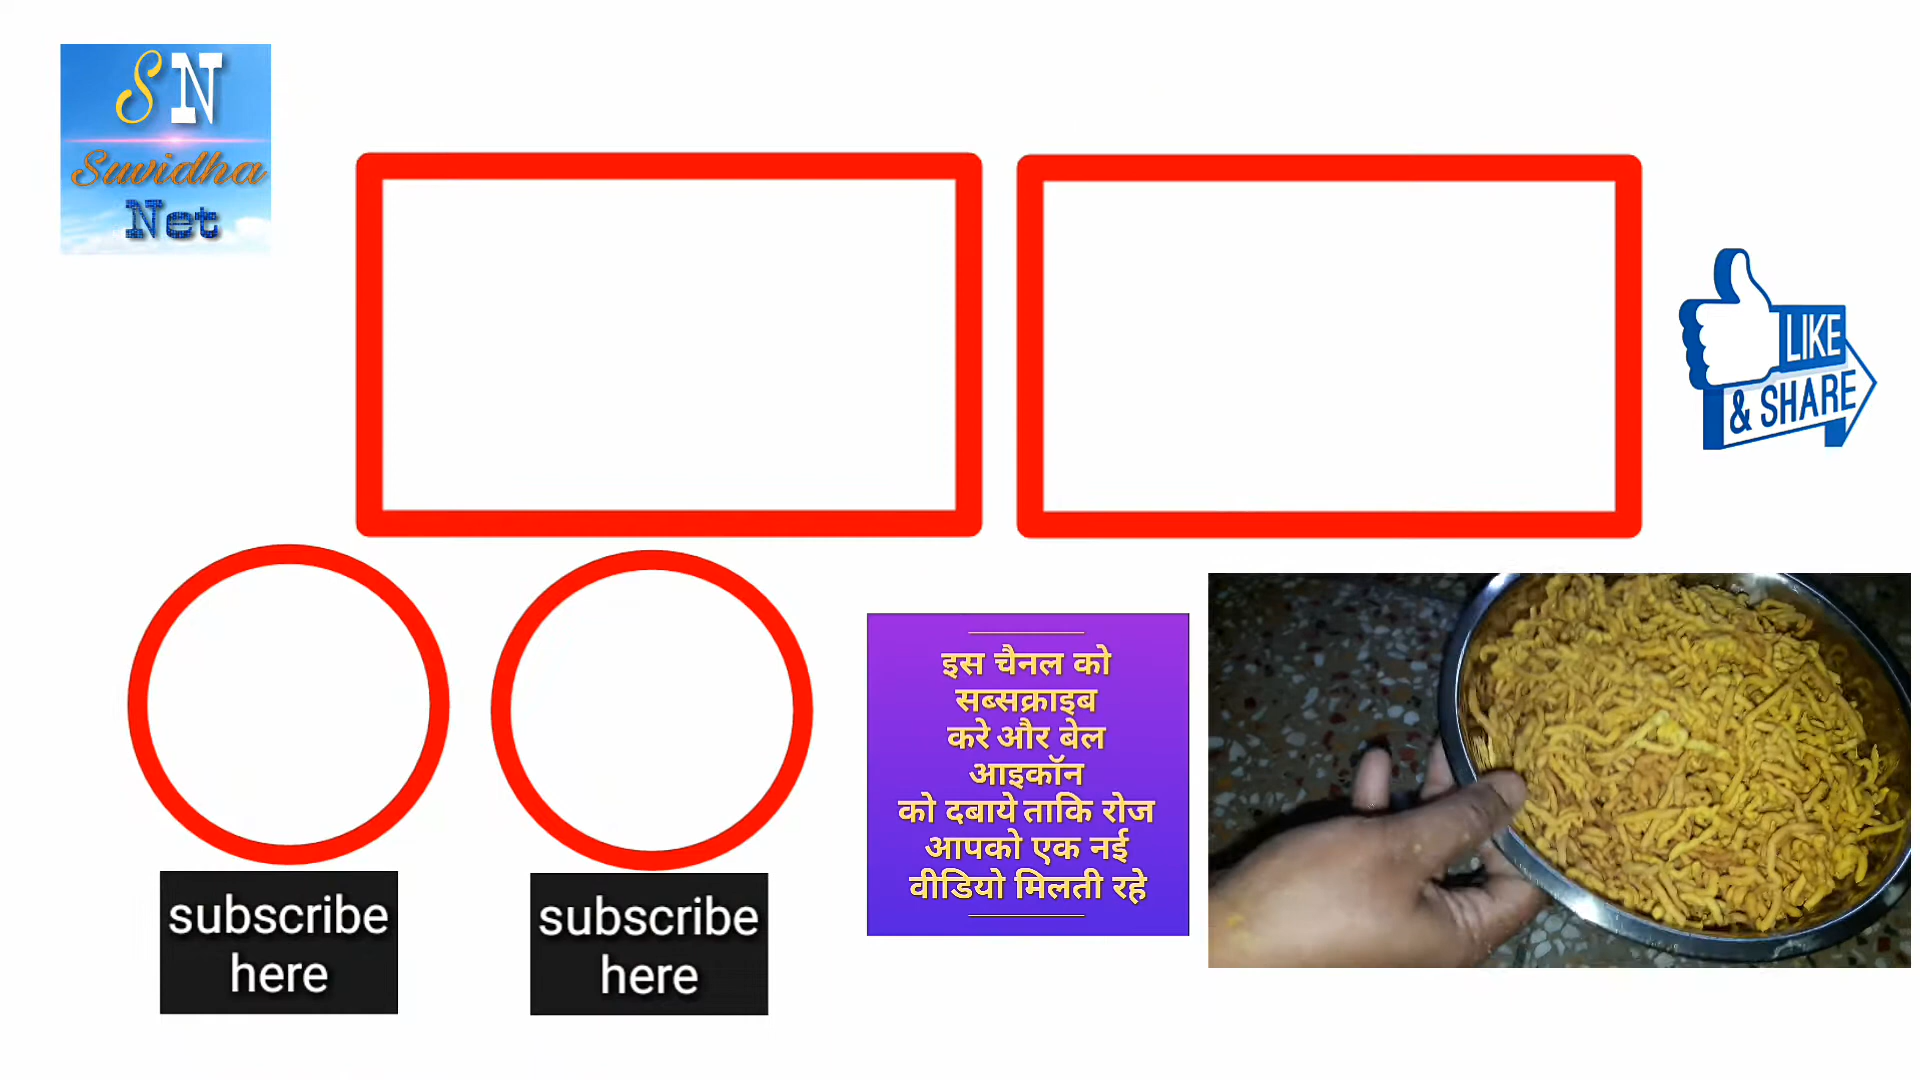 SN
Suvidha
Net
LIKE
& SHARE
इस चैनल को
सब्सक्राइब
करे और बेल
आइकॉन
को दबाये ताकि रोज
आपको एक नई
वीडियो मिलती रहे
subscribe
here
subscribe
here